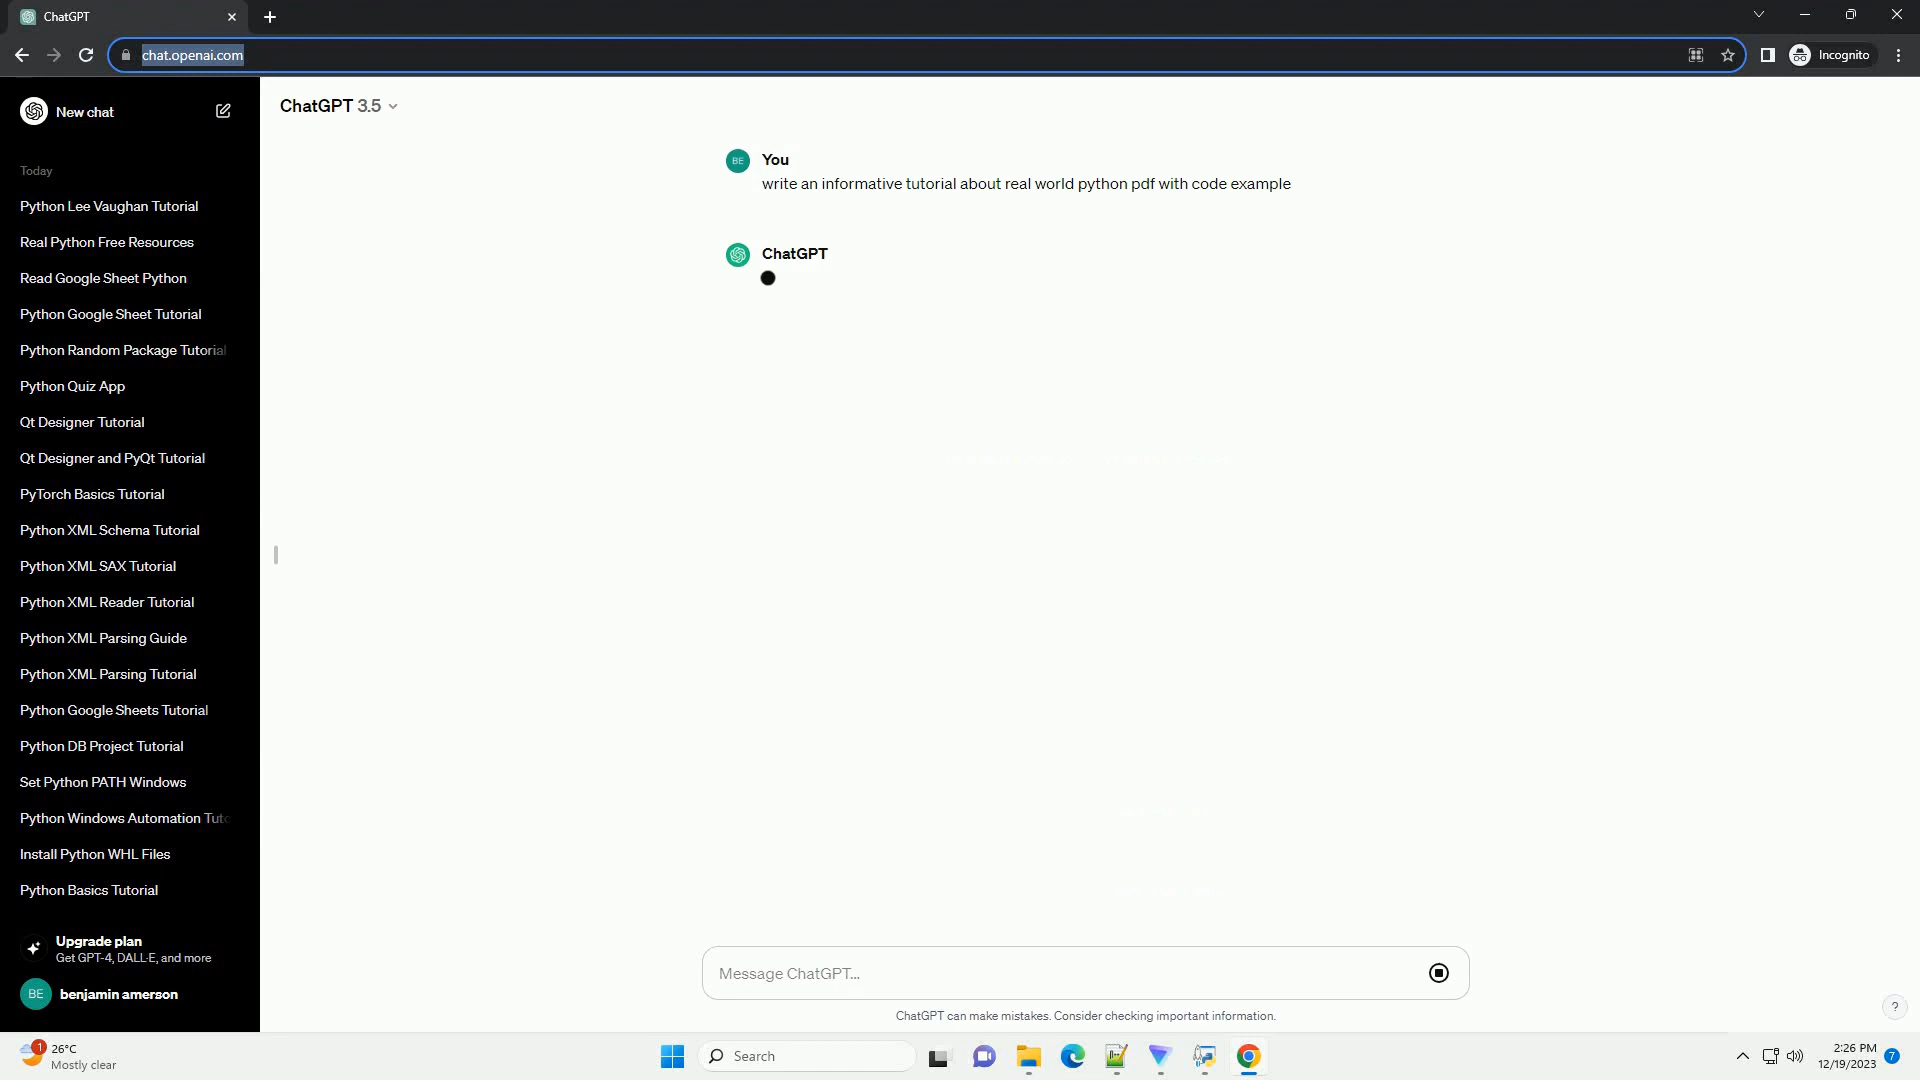 ChatGPT
chat.openai.com
Incognito
New chat
ChatGPT 3.5
Today
Python Lee Vaughan Tutorial
Real Python Free Resources
Read Google Sheet Python
Python Google Sheet Tutorial
Python Random Package Tutorial
Python Quiz App
Qt Designer Tutorial
Qt Designer and PyQt Tutorial
PyTorch Basics Tutorial
Python XML Schema Tutorial
Python XML SAX Tutorial
Python XML Reader Tutorial
Python XML Parsing Guide
Python XML Parsing Tutorial
Python Google Sheets Tutorial
Python DB Project Tutorial
Set Python PATH Windows
Python Windows Automation Tuto
Install Python WHL Files
Python Basics Tutorial
Upgrade plan
Get GPT-4, DALL·E, and more
BE
benjamin amerson
BE
You
write an informative tutorial about real world python pdf with code example
ChatGPT
Message ChatGPT...
ChatGPT can make mistakes. Consider checking important information.
?
1
26°C
Mostly clear
Search
2:26 PM
12/19/2023
7